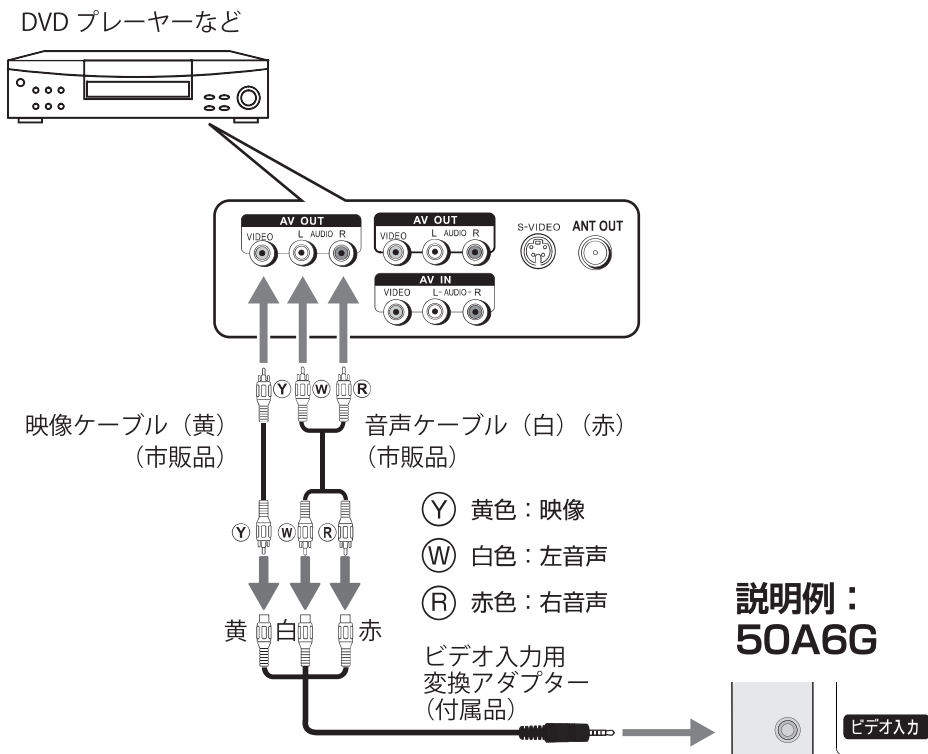 DVD プレーヤーなど
AV OUT
VIDEO L AUDIO R
AV OUT
VIDEO L AUDIO R
S-VIDEO
ANT OUT
AV IN
VIDEO L-AUDIO-R
Y W R
映像ケーブル（黄）
（市販品）
音声ケーブル（白）（赤）
（市販品）
Y W R
Y 黄色：映像
W 白色：左音声
R 赤色：右音声
黄 白 赤
ビデオ入力用
変換アダプター
（付属品）
説明例：
50A6G
ビデオ入力